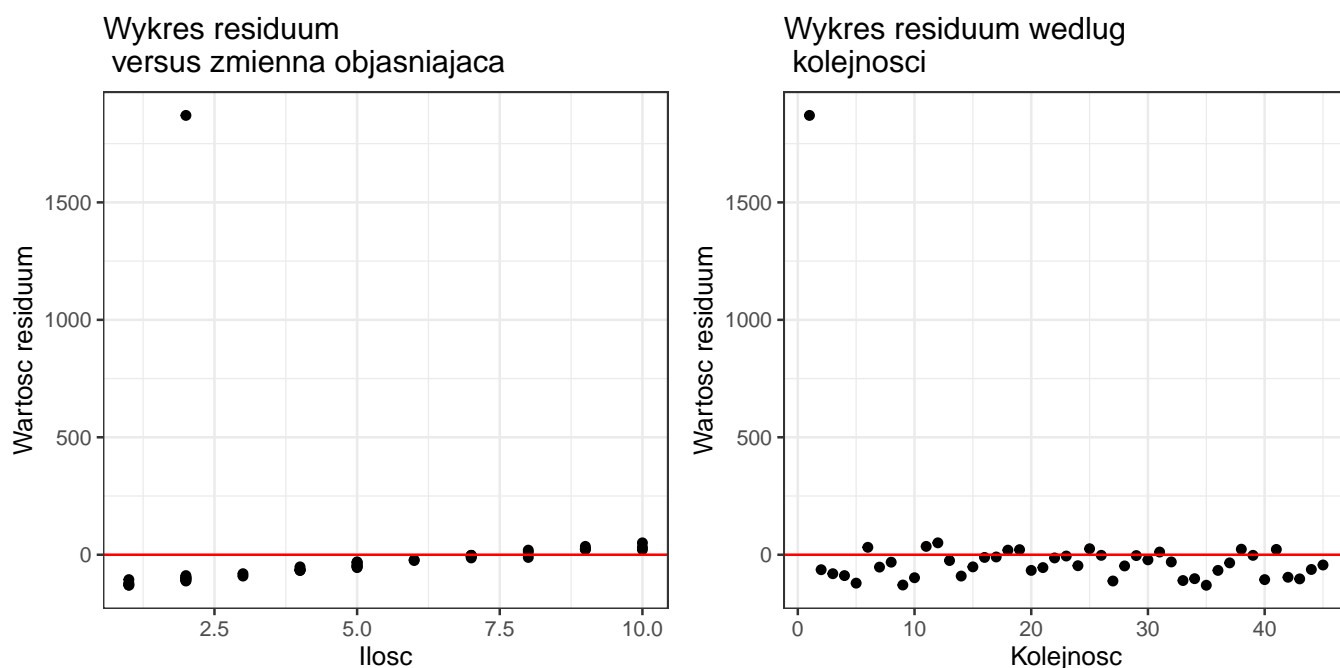 Wykres residuum
versus zmienna objasniajaca
1500
1000
500
0
Wartosc residuum
2.5
5.0
7.5
10.0
Ilosc
Wykres residuum wedlug
kolejnosci
1500
1000
500
0
Wartosc residuum
0
10
20
30
40
Kolejnosc